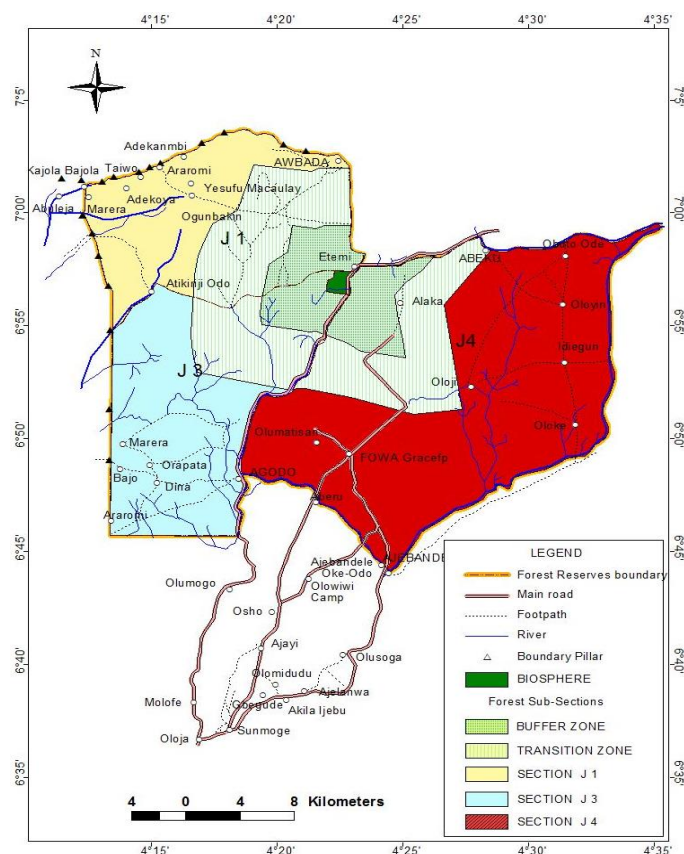 4°15' 4°20' 4°25' 4°30' 4°35'
N
7°5' 7°5'
Adekanmbi
AWBADA
Kajola Bajola Taiwo Araromi
Yesufu Macaulay
Abuleja Marera Adekoya
7°00' 7°00'
Ogunbakin
J 1
Oboto Ode
Etemi ABEKU
Atikinji Odo
Alaka Oloyin
6°55' 6°55'
J4 Idiegun
J 3
Oloji
Marera Olumatisan Oloke
6°50' 6°50'
Orapata FOWA-Gracelp
Bajo Dina AGODO
Araromi
6°45' 6°45'
Ajebandele
Oke-Odo
Olumogo Olowiwi
Camp
Osho
Ajayi
Olusoga
6°40' 6°40'
Olomidudu
Ajelanwa
Molofe Gbegude Akila Ijebu
Oloja Sunmoge
6°35' 6°35'
LEGEND
Forest Reserves boundary
Main road
Footpath
River
Boundary Pillar
BIOSPHERE
Forest Sub-Sections
BUFFER ZONE
TRANSITION ZONE
SECTION J 1
SECTION J 3
SECTION J 4
4 0 4 8 Kilometers
4°15' 4°20' 4°25' 4°30' 4°35'